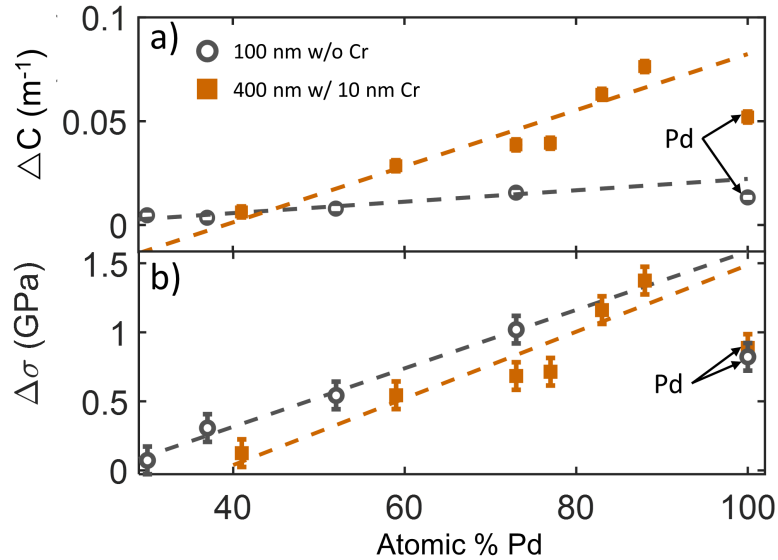 0.1
a)
100 nm w/o Cr
400 nm w/ 10 nm Cr
ΔC (m⁻¹)
0.05
Pd
0
1.5
b)
Δσ (GPa)
1
0.5
Pd
0
40 60 80 100
Atomic % Pd